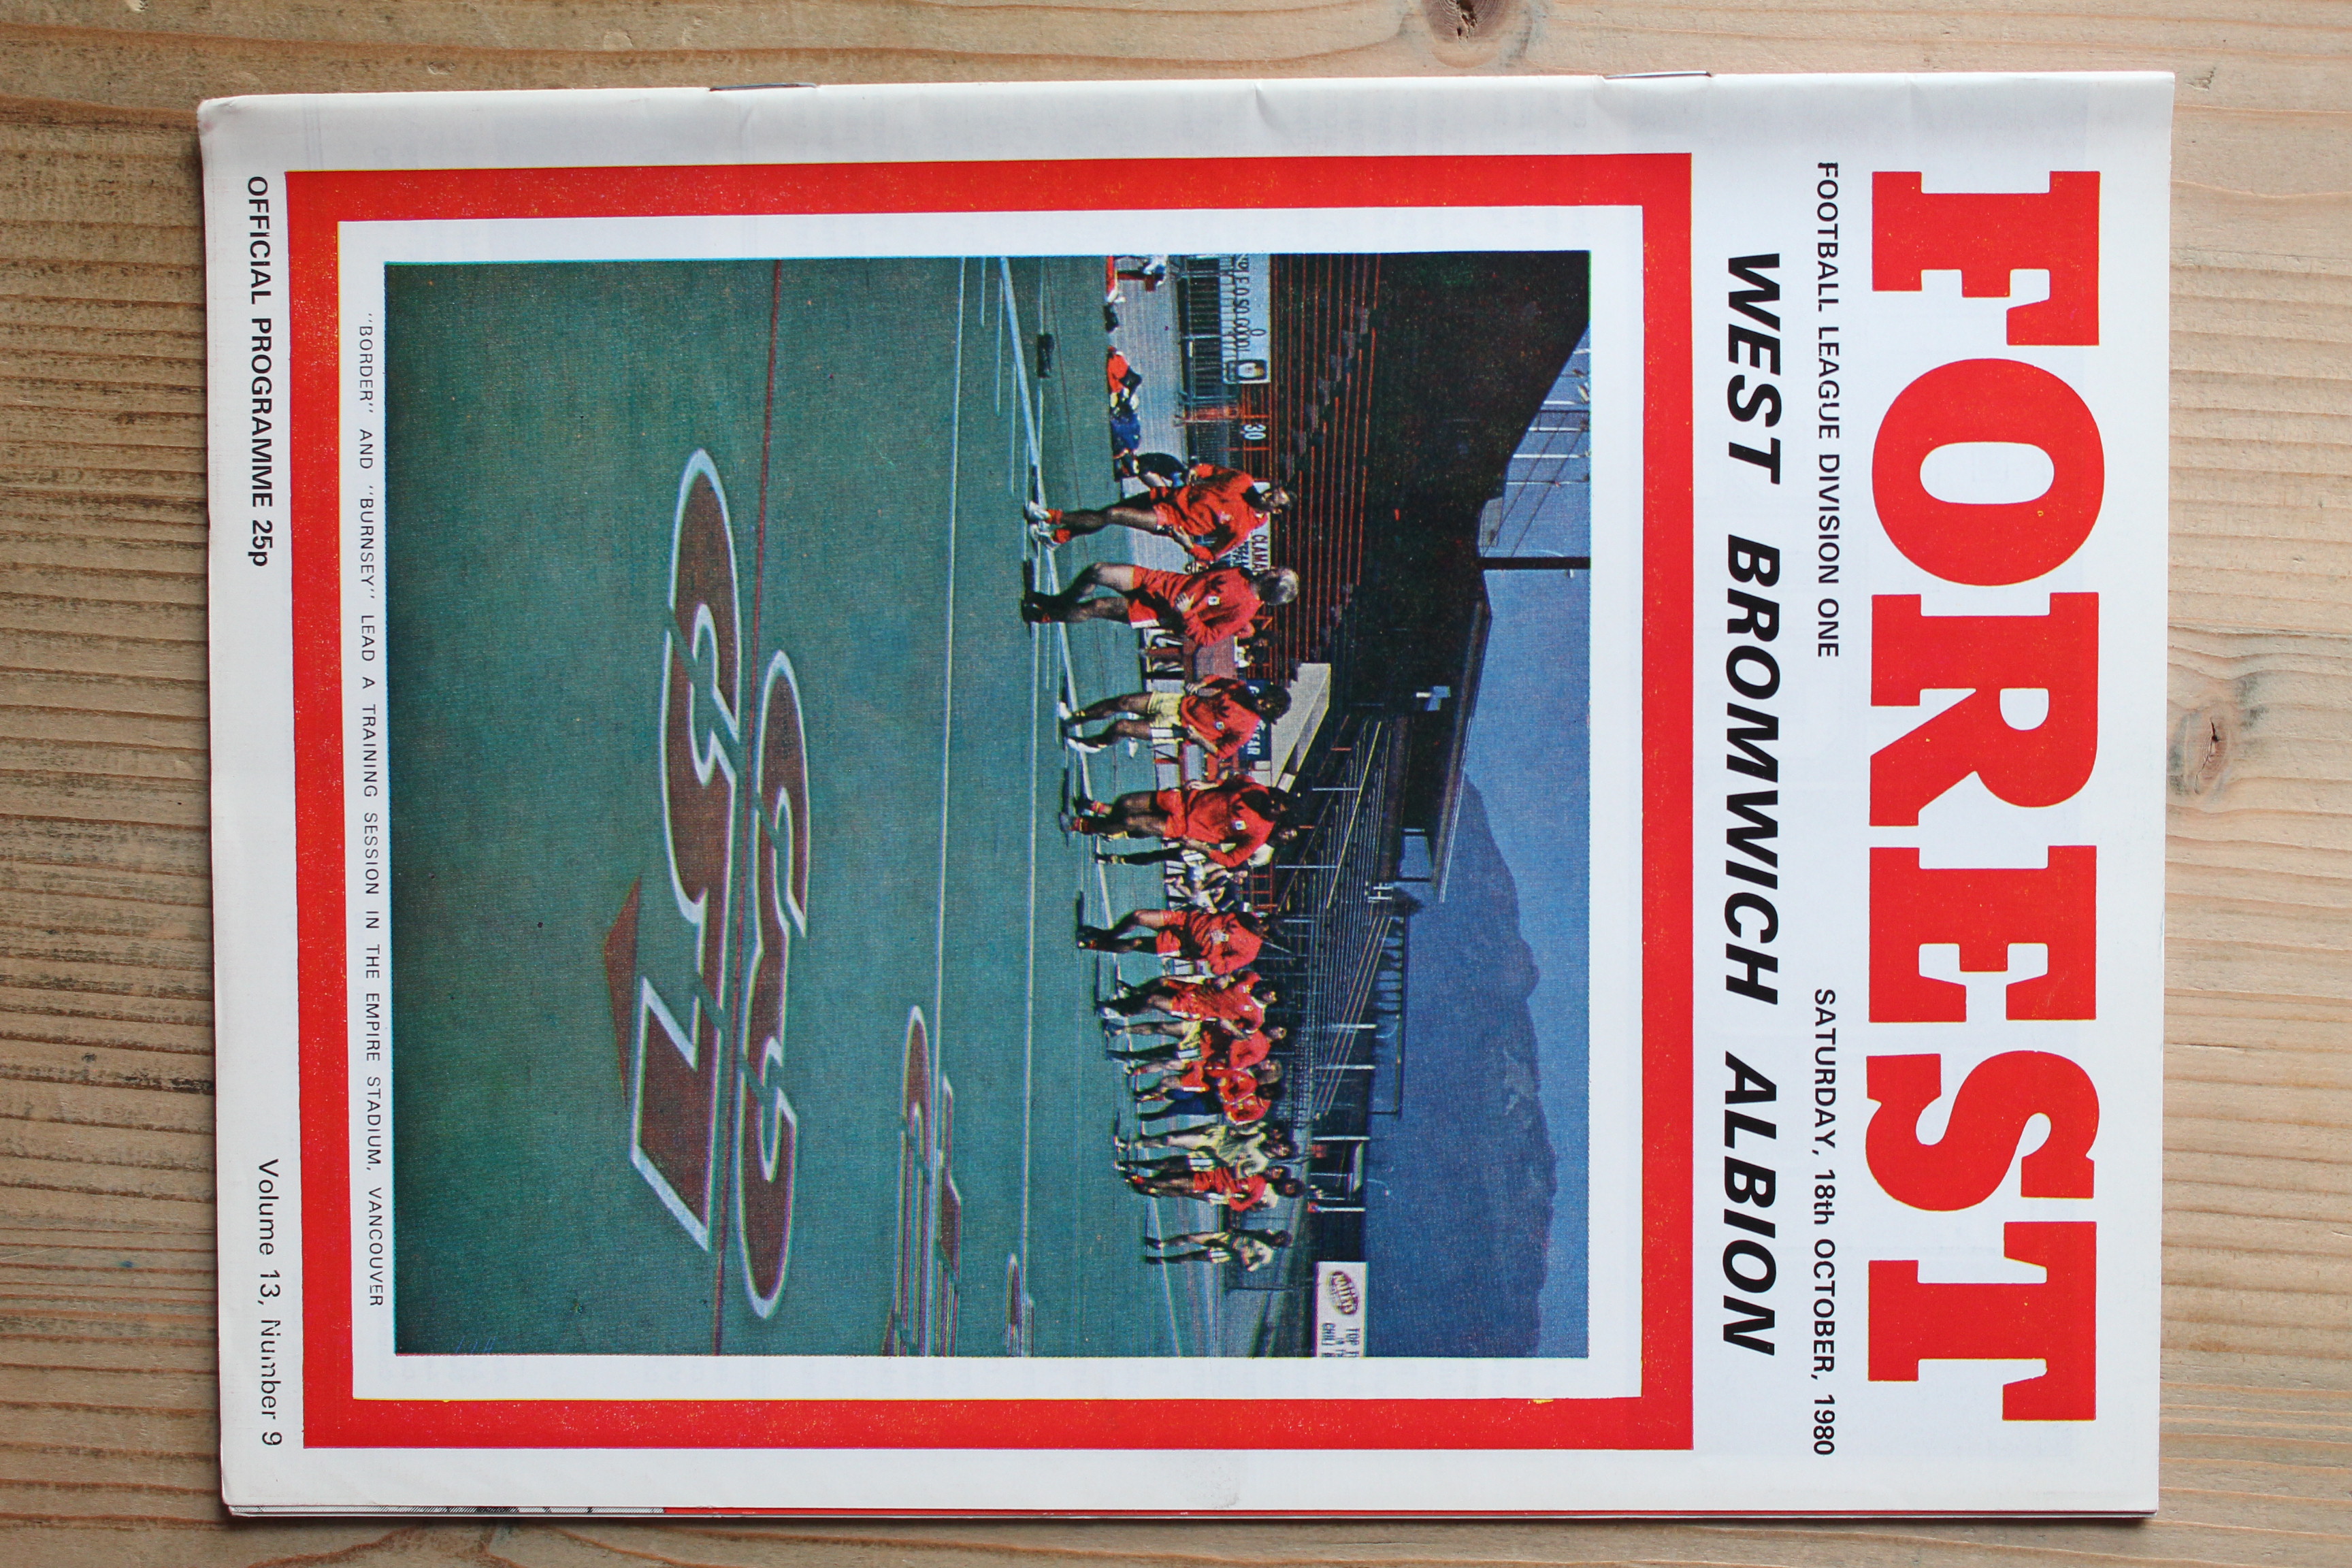 FOREST
FOOTBALL LEAGUE DIVISION ONE SATURDAY, 18th OCTOBER, 1980
WEST BROMWICH ALBION
30
"BORDER" AND "BURNSEY" LEAD A TRAINING SESSION IN THE EMPIRE STADIUM, VANCOUVER
OFFICIAL PROGRAMME 25p Volume 13, Number 9